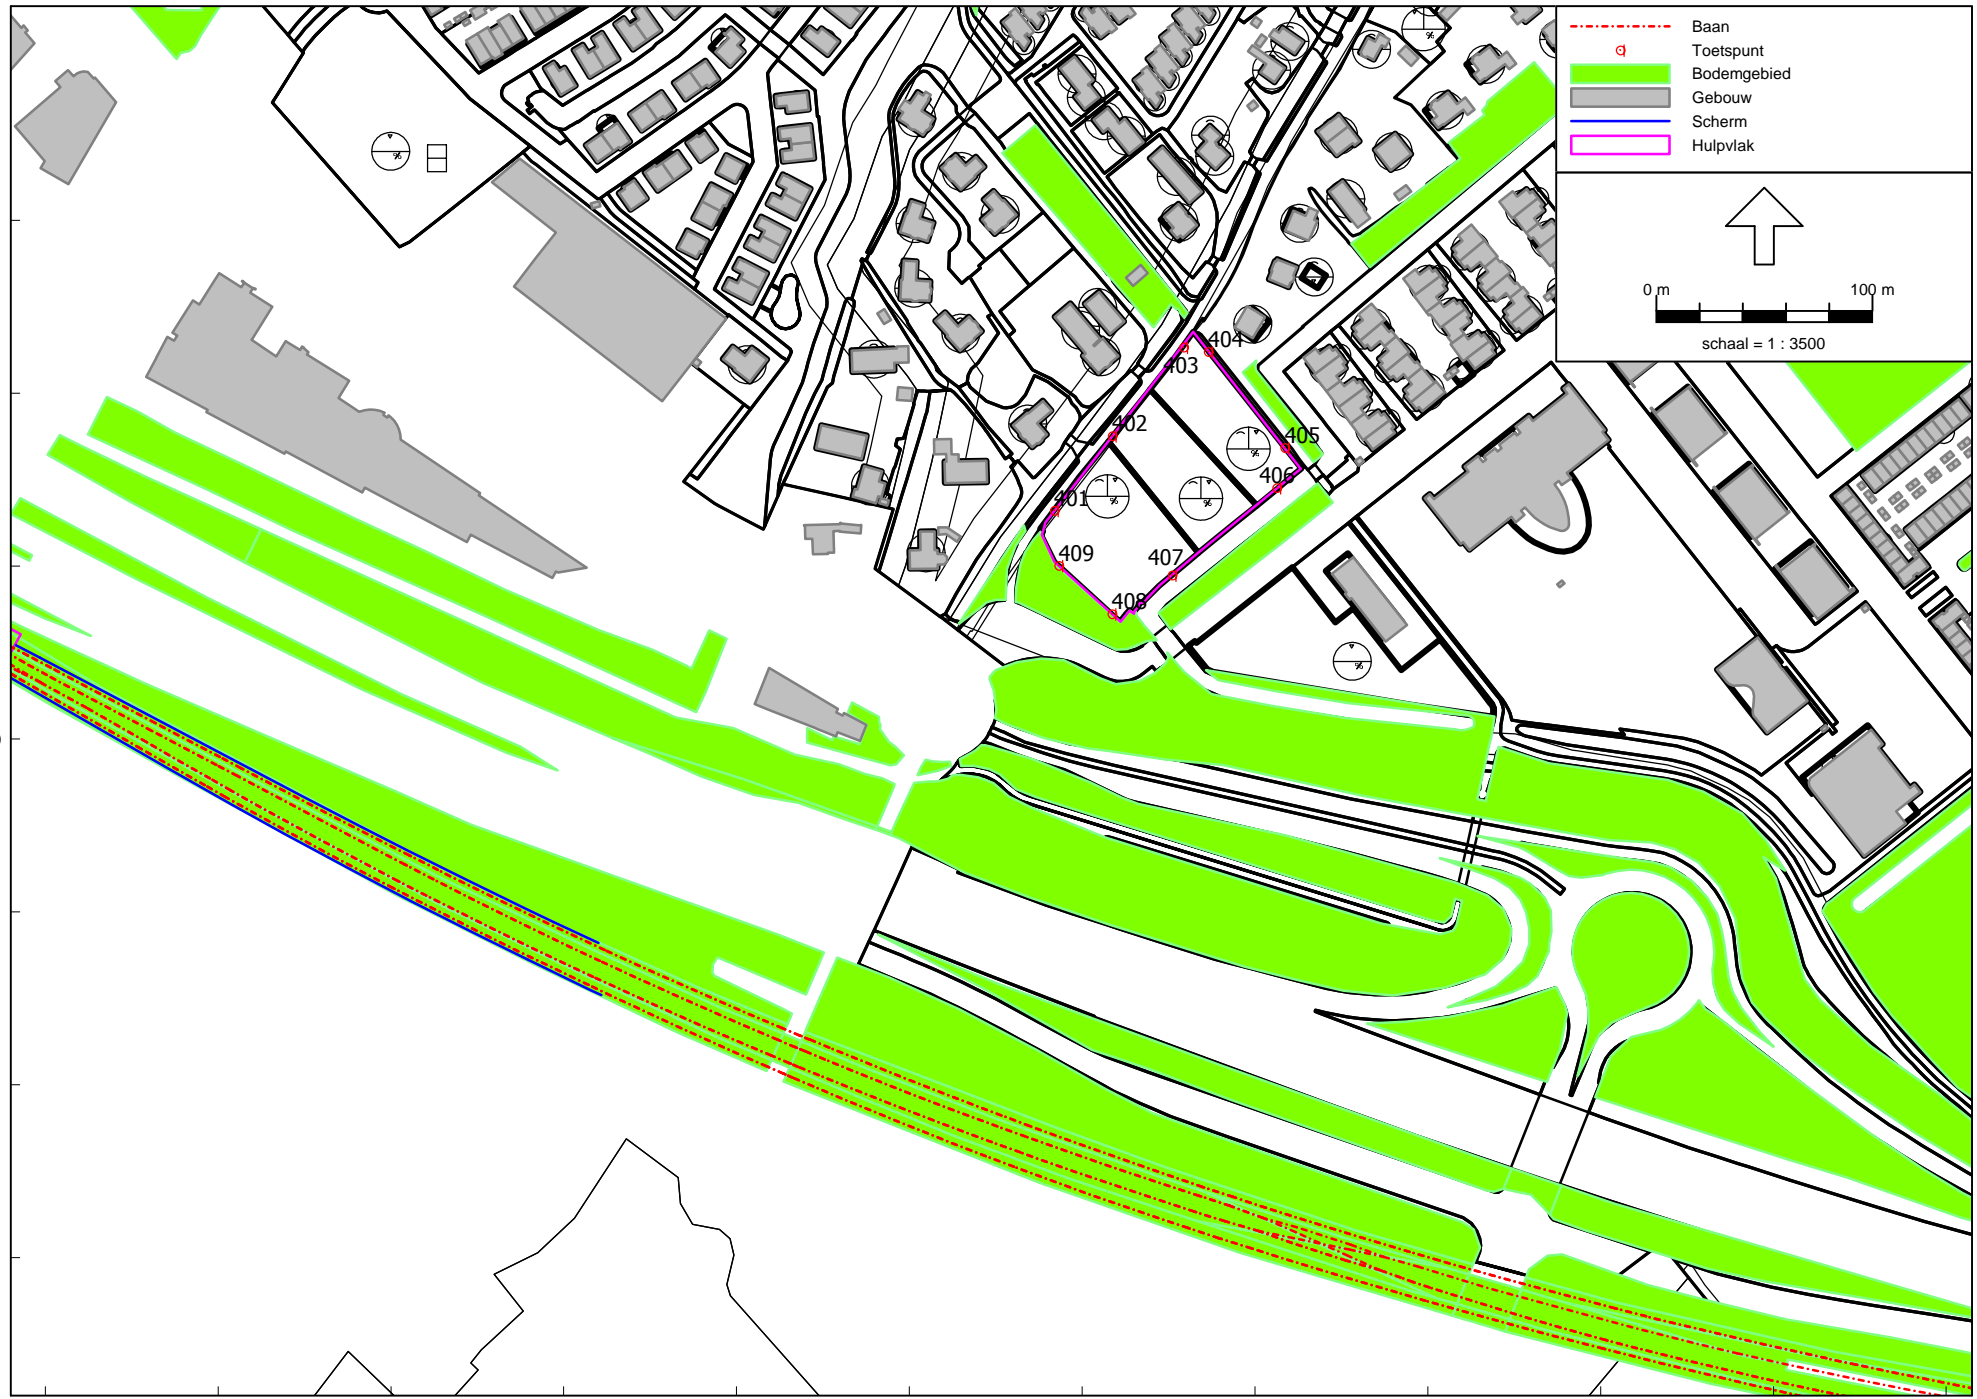 Baan
Toetspunt
Bodemgebied
Gebouw
Scherm
Hulpvlak
0 m
100 m
schaal = 1 : 3500
404
403
402
405
406
401
409
407
408